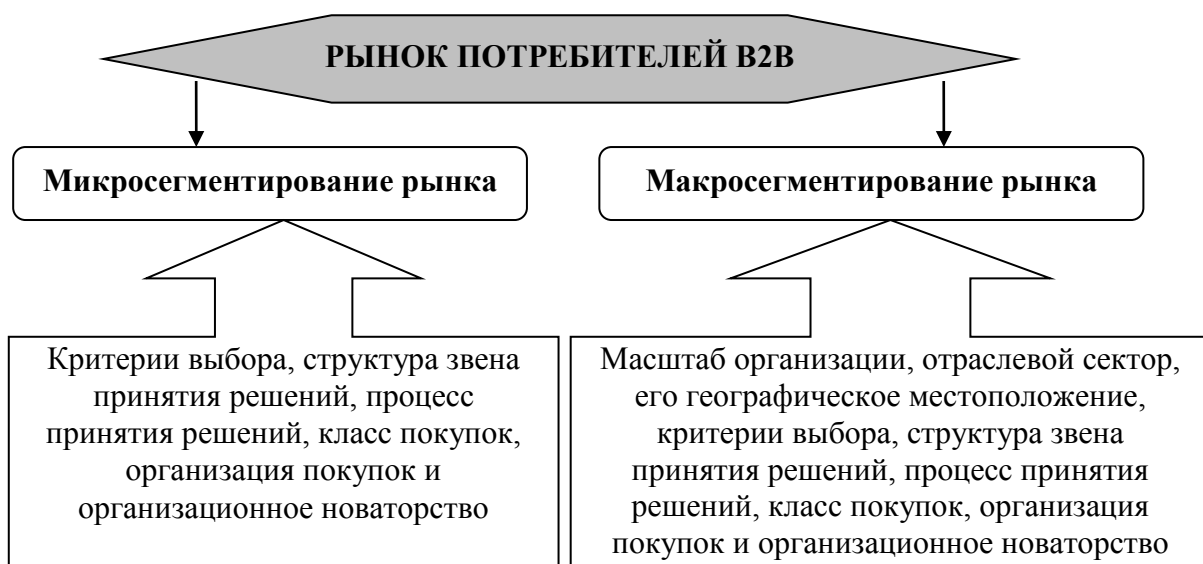 РЫНОК ПОТРЕБИТЕЛЕЙ B2B
Микросегментирование рынка
Макросегментирование рынка
Критерии выбора, структура звена
принятия решений, процесс
принятия решений, класс покупок,
организация покупок и
организационное новаторство
Масштаб организации, отраслевой сектор,
его географическое местоположение,
критерии выбора, структура звена
принятия решений, процесс принятия
решений, класс покупок, организация
покупок и организационное новаторство